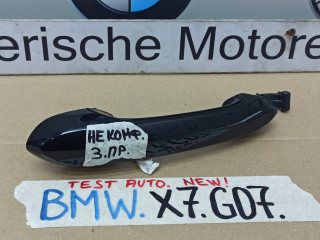 erische Motore
НЕ КОМФ.
З.ПР.
TEST AUTO. NEW!
BMW. X7. G07.